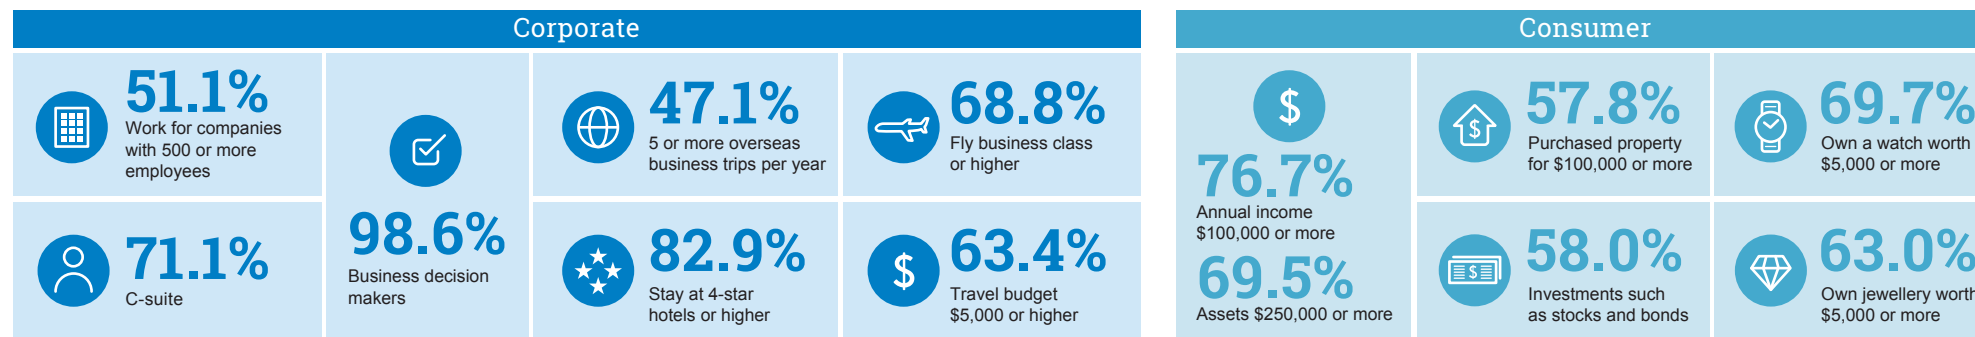 Corporate
51.1%
Work for companies
with 500 or more
employees
71.1%
C-suite
98.6%
Business decision
makers
47.1%
5 or more overseas
business trips per year
82.9%
Stay at 4-star
hotels or higher
68.8%
Fly business class
or higher
$
63.4%
Travel budget
$5,000 or higher
Consumer
$
76.7%
Annual income
$100,000 or more
69.5%
Assets $250,000 or more
$
57.8%
Purchased property
for $100,000 or more
$
58.0%
Investments such
as stocks and bonds
69.7%
Own a watch worth
$5,000 or more
63.0%
Own jewellery worth
$5,000 or more